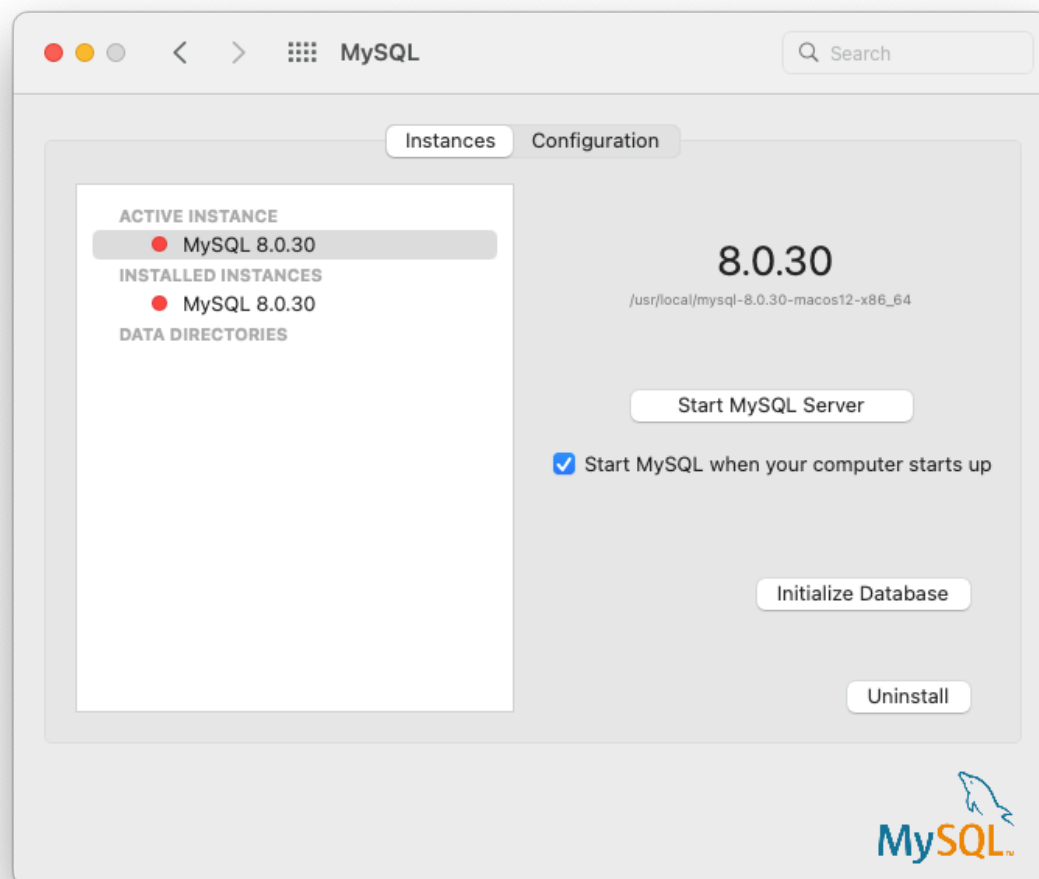 MySQL
Search
Instances
Configuration
ACTIVE INSTANCE
MySQL 8.0.30
INSTALLED INSTANCES
MySQL 8.0.30
DATA DIRECTORIES
8.0.30
/usr/local/mysql-8.0.30-macos12-x86_64
Start MySQL Server
Start MySQL when your computer starts up
Initialize Database
Uninstall
MySQL